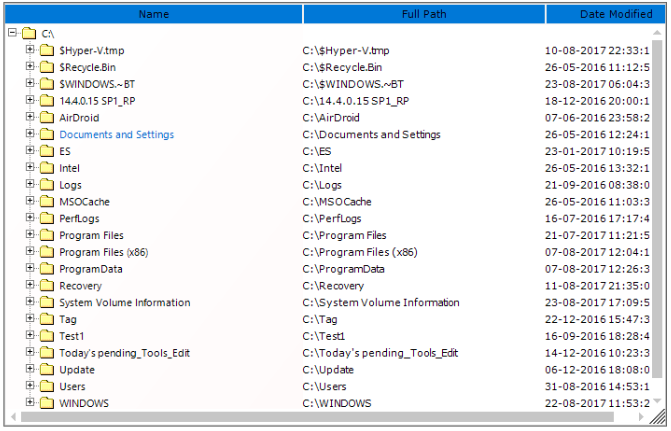 Name Full Path Date Modified
C:\
$Hyper-V.tmp C:\$Hyper-V.tmp 10-08-2017 22:33:1
$Recycle.Bin C:\$Recycle.Bin 26-05-2016 11:12:5
$WINDOWS.~BT C:\$WINDOWS.~BT 23-08-2017 06:04:3
14.4.0.15 SP1_RP C:\14.4.0.15 SP1_RP 18-12-2016 20:00:1
AirDroid C:\AirDroid 07-06-2016 23:58:2
Documents and Settings C:\Documents and Settings 26-05-2016 12:24:1
ES C:\ES 23-01-2017 10:19:5
Intel C:\Intel 26-05-2016 13:32:1
Logs C:\Logs 21-09-2016 08:38:0
MSOCache C:\MSOCache 26-05-2016 11:03:3
PerfLogs C:\PerfLogs 16-07-2016 17:17:4
Program Files C:\Program Files 21-07-2017 11:21:5
Program Files (x86) C:\Program Files (x86) 07-08-2017 12:04:1
ProgramData C:\ProgramData 07-08-2017 12:26:3
Recovery C:\Recovery 11-08-2017 21:35:0
System Volume Information C:\System Volume Information 23-08-2017 17:09:5
Tag C:\Tag 22-12-2016 15:47:3
Test1 C:\Test1 16-09-2016 18:28:4
Today's pending_Tools_Edit C:\Today's pending_Tools_Edit 14-12-2016 10:23:3
Update C:\Update 06-12-2016 18:08:0
Users C:\Users 31-08-2016 14:53:1
WINDOWS C:\WINDOWS 22-08-2017 11:53:2